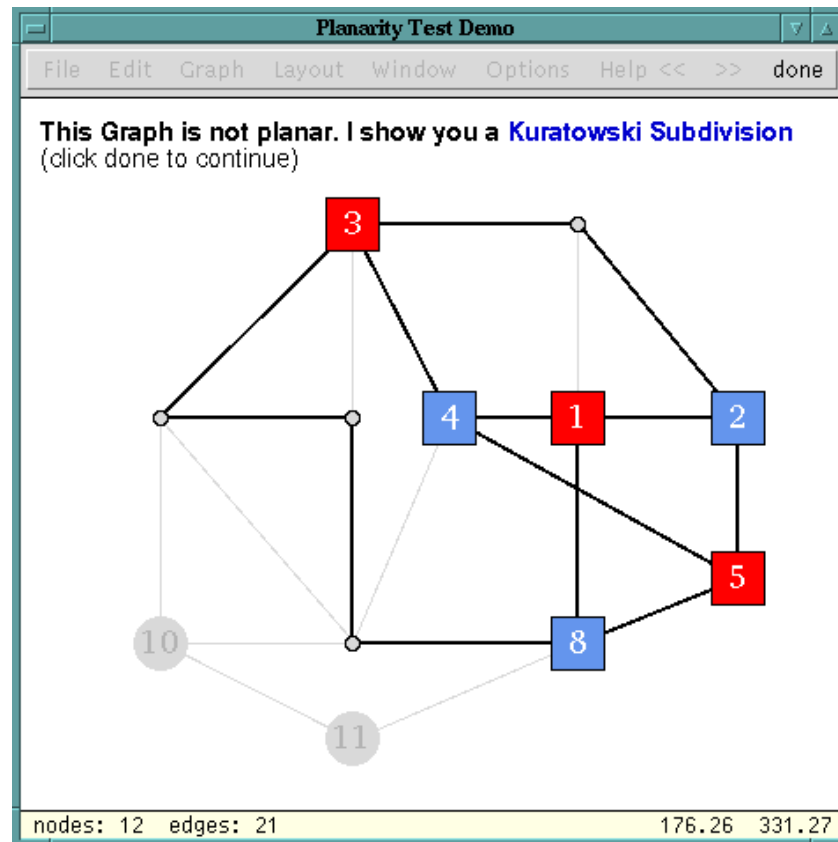 Planarity Test Demo
File Edit Graph Layout Window Options Help << >> done
This Graph is not planar. I show you a Kuratowski Subdivision
(click done to continue)
3
4 1 2
5
10 8
11
nodes: 12 edges: 21 176.26 331.27